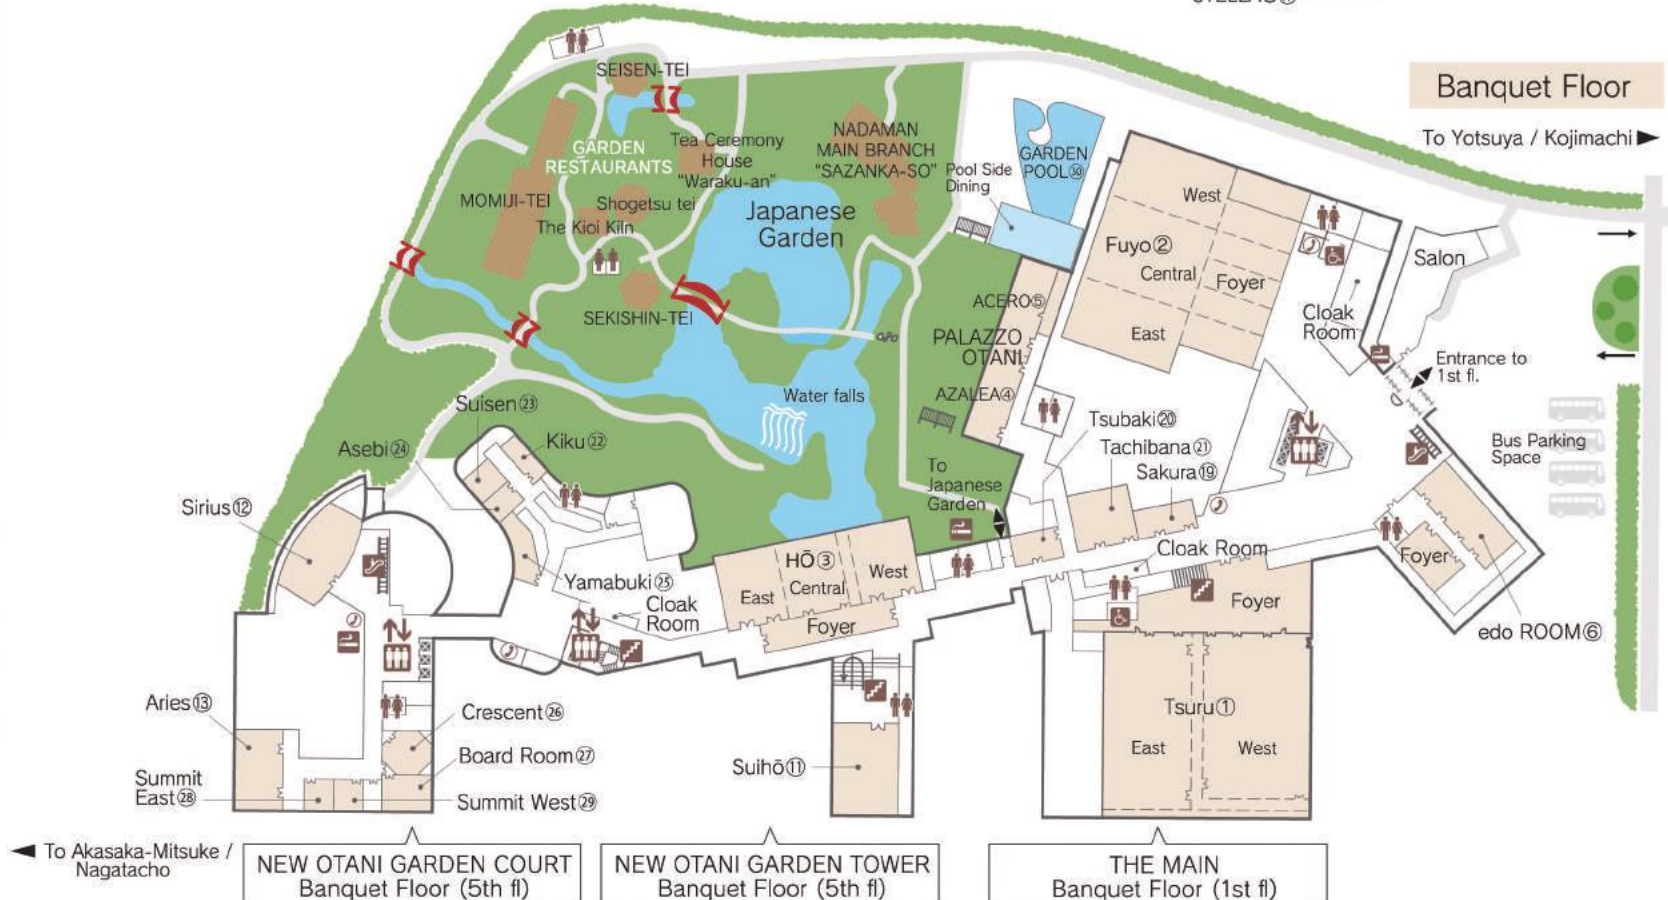 Banquet Floor
To Yotsuya / Kojimachi
SEISEN-TEI
GARDEN
RESTAURANTS
Tea Ceremony
House
"Waraku-an"
NADAMAN
MAIN BRANCH
"SAZANKA-SO"
Pool Side
Dining
GARDEN
POOL㉚
MOMIJI-TEI
Shogetsu tei
The Kioi Kiln
Japanese
Garden
SEKISHIN-TEI
Water falls
ACERO⑤
PALAZZO
OTANI
AZALEA④
West
Fuyo②
Central
Foyer
East
Cloak
Room
Salon
Entrance to
1st fl.
Bus Parking
Space
Suisen㉓
Kiku㉒
Asebi㉔
Sirius⑫
Yamabuki㉕
Cloak
Room
HŌ③
East
Central
West
Foyer
To
Japanese
Garden
Tsubaki⑳
Tachibana㉑
Sakura⑲
Cloak Room
Foyer
Foyer
edo ROOM⑥
Tsuru①
East
West
Aries⑬
Crescent㉖
Board Room㉗
Summit
East㉘
Summit West㉙
Suihō⑪
To Akasaka-Mitsuke /
Nagatacho
NEW OTANI GARDEN COURT
Banquet Floor (5th fl)
NEW OTANI GARDEN TOWER
Banquet Floor (5th fl)
THE MAIN
Banquet Floor (1st fl)